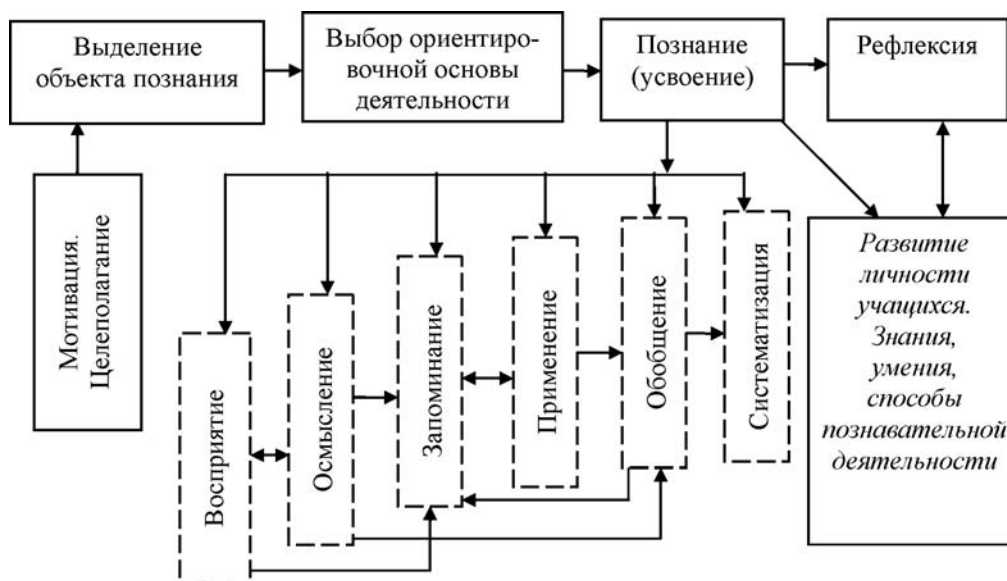 Выделение
объекта познания
Выбор ориентиро-
вочной основы
деятельности
Познание
(усвоение)
Рефлексия
Мотивация.
Целеполагание
Восприятие
Осмысление
Запоминание
Применение
Обобщение
Систематизация
Развитие
личности
учащихся.
Знания,
умения,
способы
познавательной
деятельности